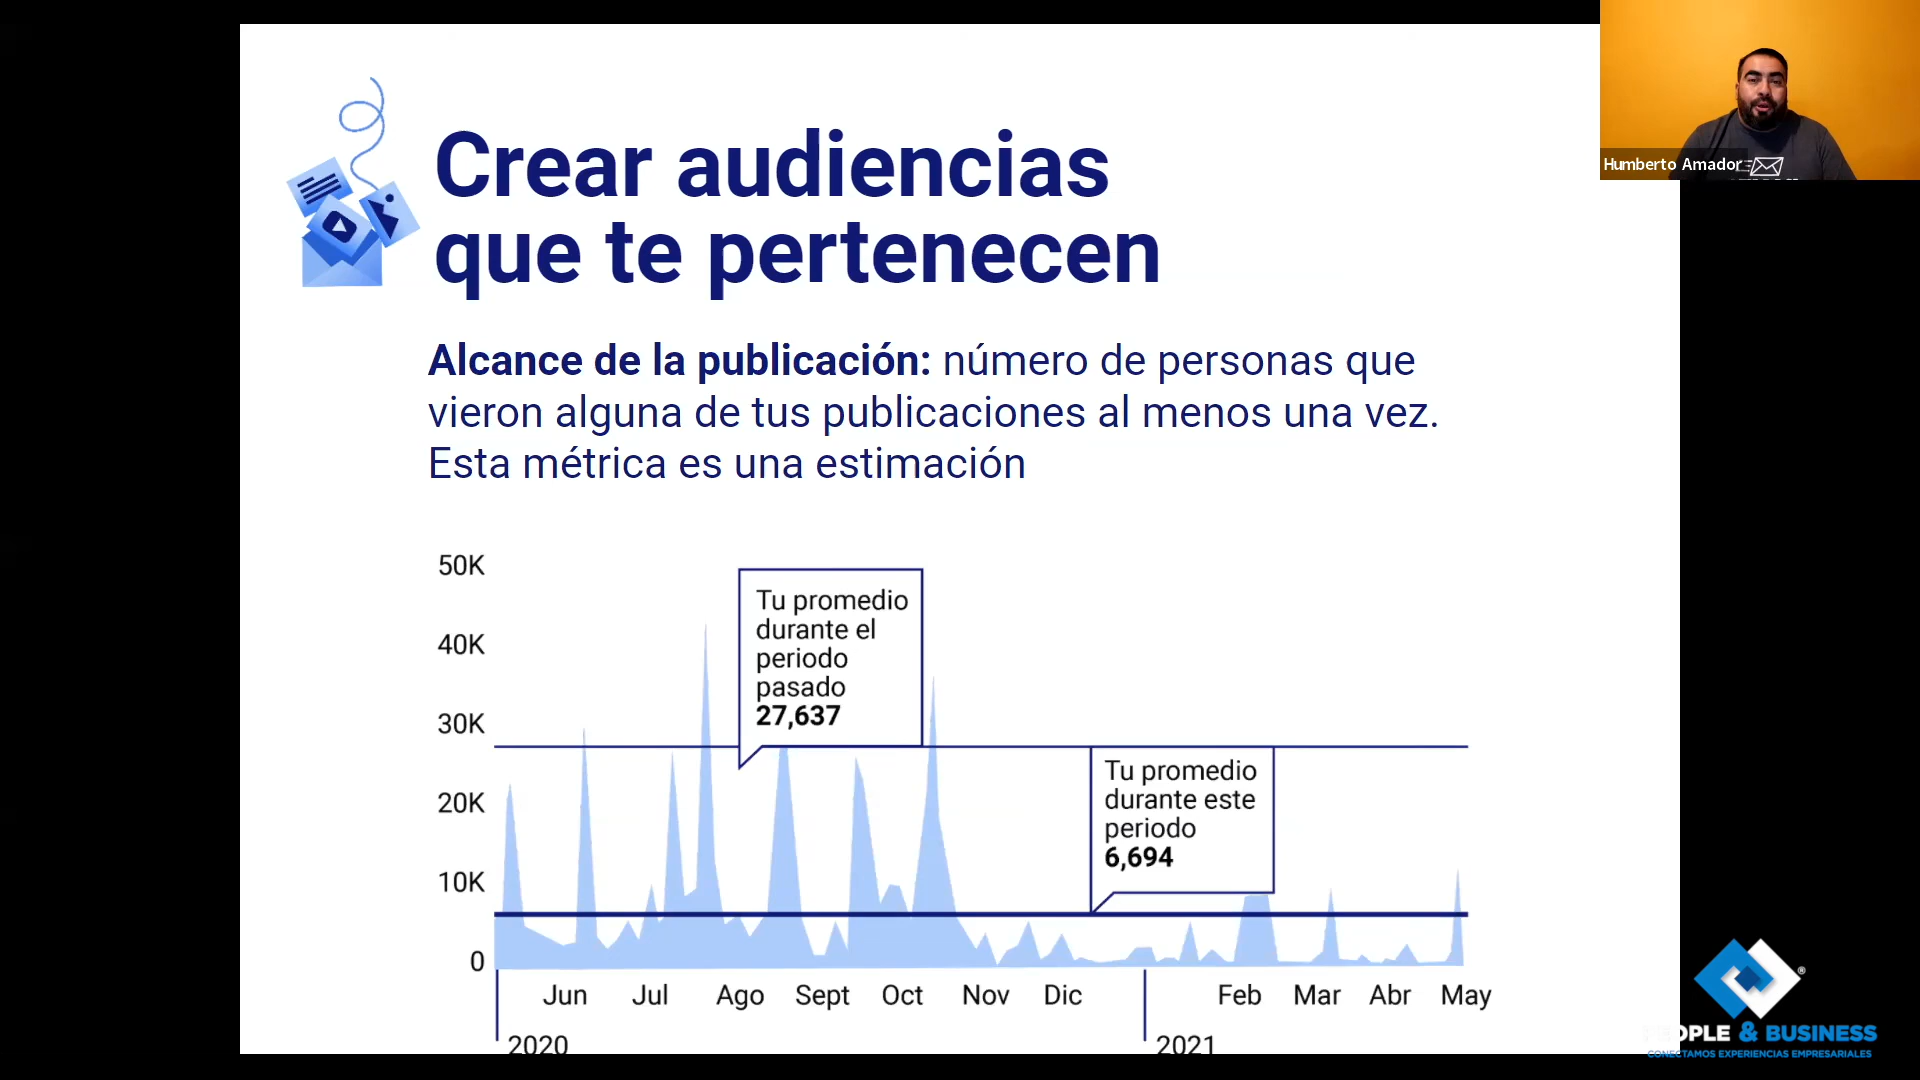 Crear audiencias
que te pertenecen
Alcance de la publicación: número de personas que
vieron alguna de tus publicaciones al menos una vez.
Esta métrica es una estimación
50K
40K
30K
20K
10K
0
Tu promedio
durante el
periodo
pasado
27,637
Tu promedio
durante este
periodo
6,694
Jun Jul Ago Sept Oct Nov Dic Feb Mar Abr May
2020 2021
Humberto Amador
& BUSINESS
CONECTAMOS EXPERIENCIAS EMPRESARIALES